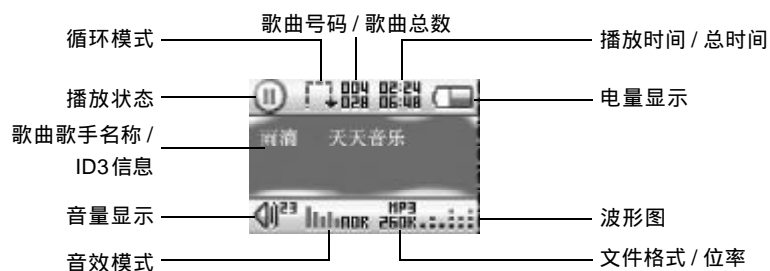 歌曲号码 / 歌曲总数
循环模式
播放时间 / 总时间
播放状态
004 02:24
028 06:48
电量显示
歌曲歌手名称 /
ID3信息
雨滴 天天音乐
音量显示
23
NOR
MP3
260K
波形图
音效模式
文件格式 / 位率